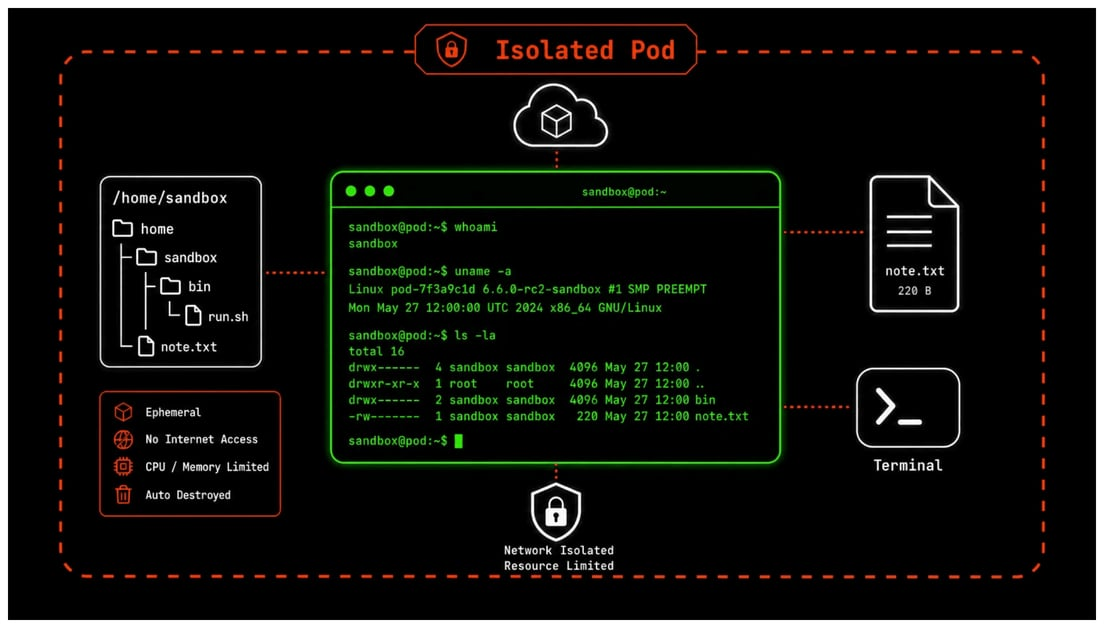 Isolated Pod
/home/sandbox
home
sandbox
bin
run.sh
note.txt
Ephemeral
No Internet Access
CPU / Memory Limited
Auto Destroyed
sandbox@pod:~
sandbox@pod:~$ whoami
sandbox
sandbox@pod:~$ uname -a
Linux pod-7f3a9c1d 6.6.0-rc2-sandbox #1 SMP PREEMPT
Mon May 27 12:00:00 UTC 2024 x86_64 GNU/Linux
sandbox@pod:~$ ls -la
total 16
drwx------  4 sandbox sandbox  4096 May 27 12:00 .
drwxr-xr-x  1 root    root     4096 May 27 12:00 ..
drwx------  2 sandbox sandbox  4096 May 27 12:00 bin
-rw-------  1 sandbox sandbox   220 May 27 12:00 note.txt
sandbox@pod:~$
note.txt
220 B
>_
Terminal
Network Isolated
Resource Limited